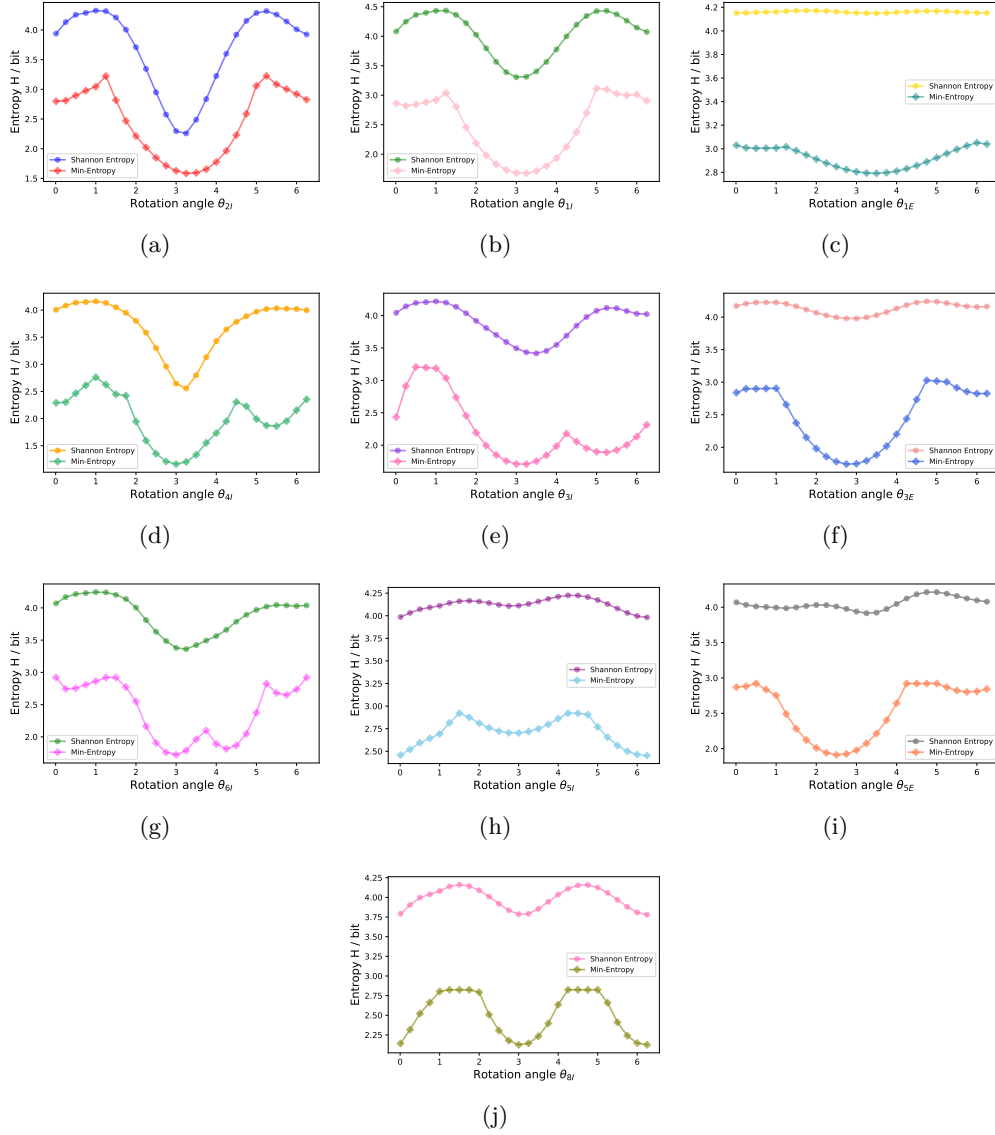 Entropy H / bit
4.0
3.5
3.0
2.5
2.0
1.5
Shannon Entropy
Min-Entropy
0 1 2 3 4 5 6
Rotation angle θ2I
(a)
Entropy H / bit
4.5
4.0
3.5
3.0
2.5
2.0
Shannon Entropy
Min-Entropy
0 1 2 3 4 5 6
Rotation angle θ1I
(b)
Entropy H / bit
4.2
4.0
3.8
3.6
3.4
3.2
3.0
2.8
Shannon Entropy
Min-Entropy
0 1 2 3 4 5 6
Rotation angle θ1E
(c)
Entropy H / bit
4.0
3.5
3.0
2.5
2.0
1.5
Shannon Entropy
Min-Entropy
0 1 2 3 4 5 6
Rotation angle θ4I
(d)
Entropy H / bit
4.0
3.5
3.0
2.5
2.0
Shannon Entropy
Min-Entropy
0 1 2 3 4 5 6
Rotation angle θ3I
(e)
Entropy H / bit
4.0
3.5
3.0
2.5
2.0
Shannon Entropy
Min-Entropy
0 1 2 3 4 5 6
Rotation angle θ3E
(f)
Entropy H / bit
4.0
3.5
3.0
2.5
2.0
Shannon Entropy
Min-Entropy
0 1 2 3 4 5 6
Rotation angle θ6I
(g)
Entropy H / bit
4.25
4.00
3.75
3.50
3.25
3.00
2.75
2.50
Shannon Entropy
Min-Entropy
0 1 2 3 4 5 6
Rotation angle θ5I
(h)
Entropy H / bit
4.0
3.5
3.0
2.5
2.0
Shannon Entropy
Min-Entropy
0 1 2 3 4 5 6
Rotation angle θ5E
(i)
Entropy H / bit
4.25
4.00
3.75
3.50
3.25
3.00
2.75
2.50
2.25
Shannon Entropy
Min-Entropy
0 1 2 3 4 5 6
Rotation angle θ8I
(j)